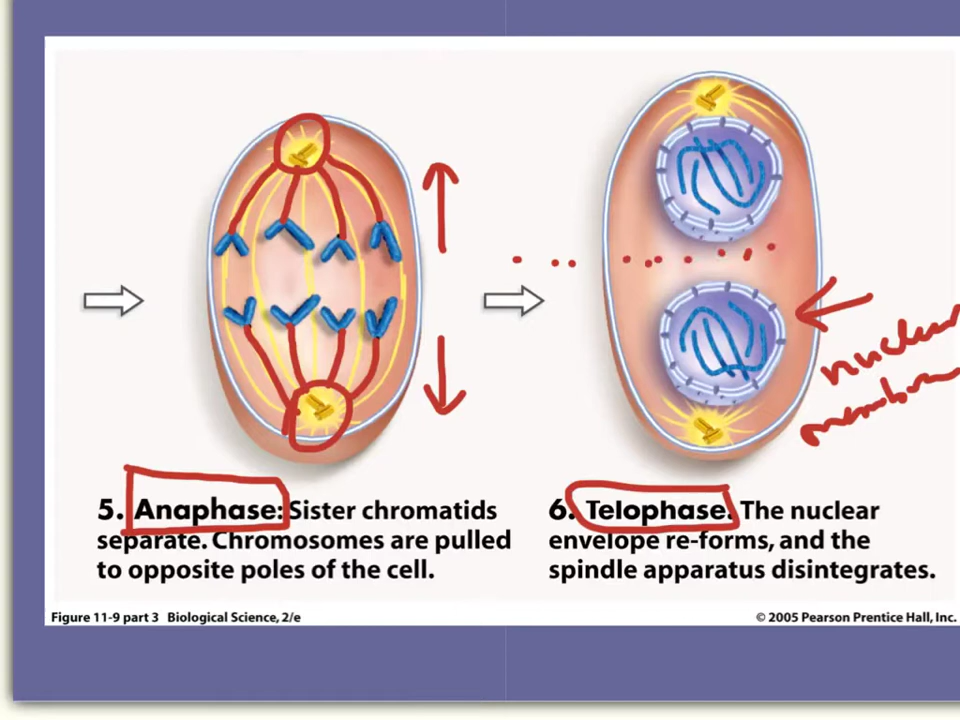 nuclear
membran
5. Anaphase: Sister chromatids
separate. Chromosomes are pulled
to opposite poles of the cell.
6. Telophase. The nuclear
envelope re-forms, and the
spindle apparatus disintegrates.
Figure 11-9 part 3 Biological Science, 2/e
© 2005 Pearson Prentice Hall, Inc.